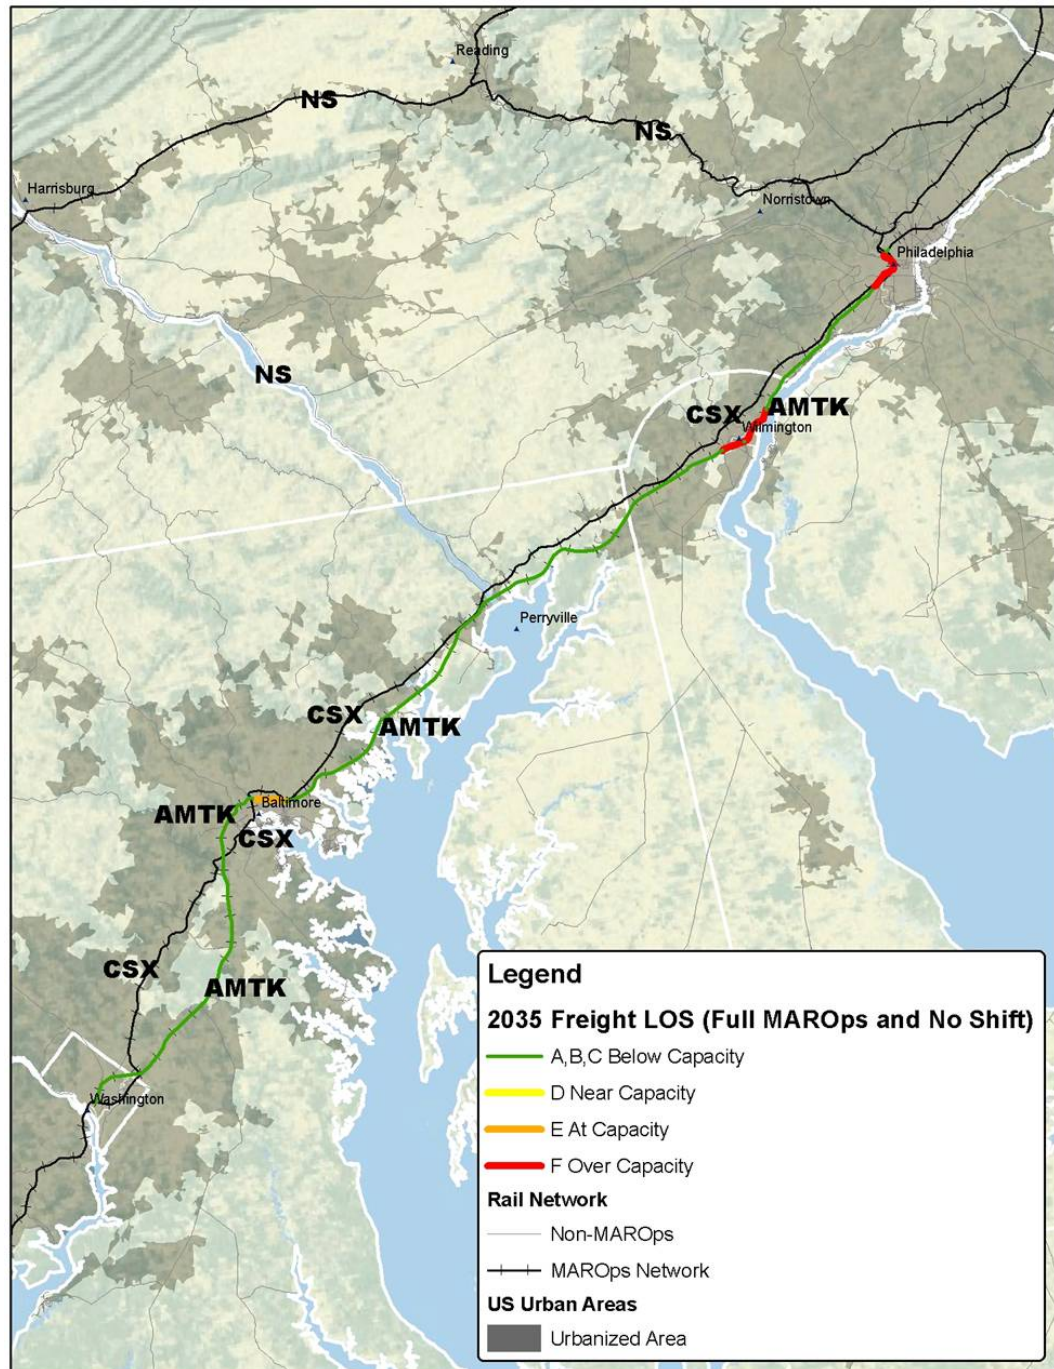 Reading
NS
NS
Harrisburg
Norristown
Philadelphia
NS
CSX
AMTK
Wilmington
Perryville
CSX
AMTK
Baltimore
AMTK
CSX
CSX
AMTK
Washington
Legend
2035 Freight LOS (Full MAROps and No Shift)
A,B,C Below Capacity
D Near Capacity
E At Capacity
F Over Capacity
Rail Network
Non-MAROps
MAROps Network
US Urban Areas
Urbanized Area